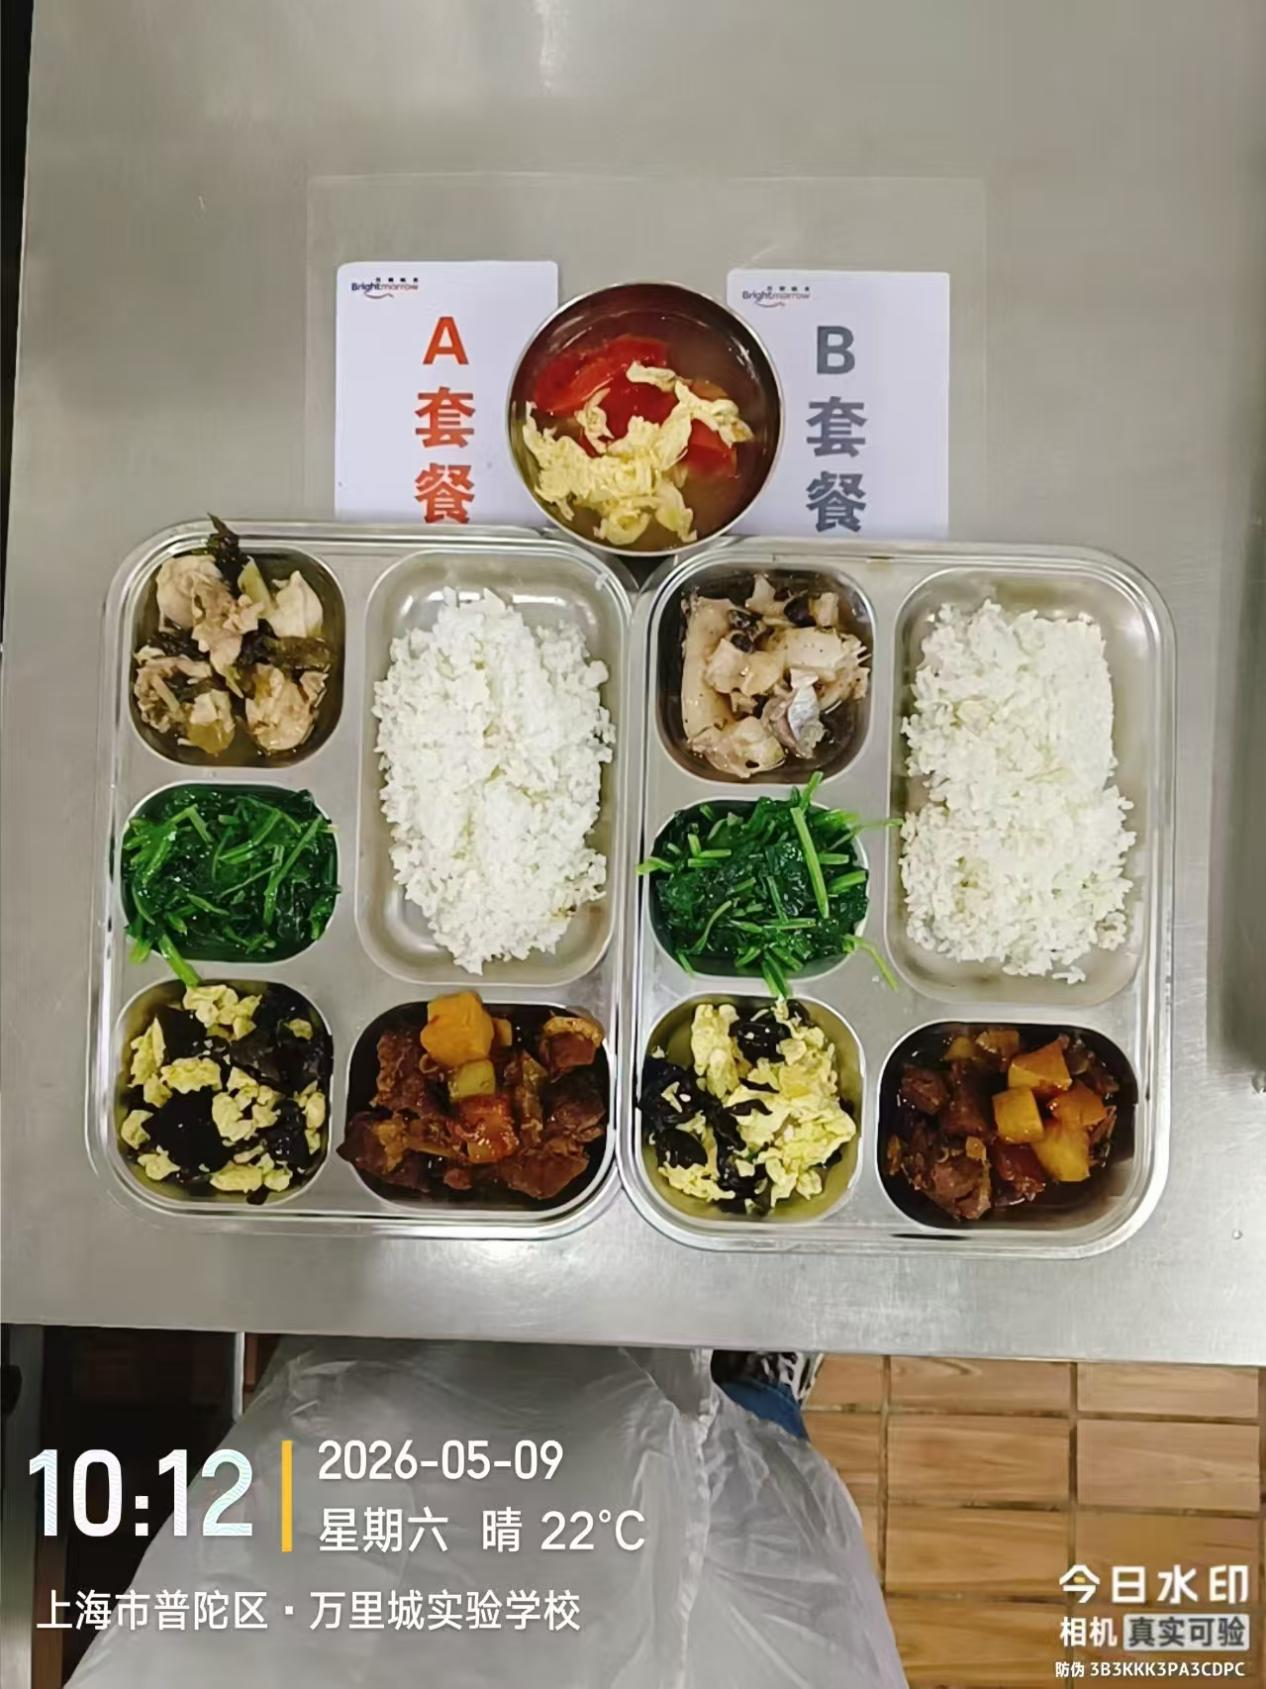 Brightmarrow
A
套
餐
Brightmarrow
B
套
餐
10:12
2026-05-09
星期六 晴 22°C
上海市普陀区·万里城实验学校
今日水印
相机 真实可验
防伪 3B3KKK3PA3CDPC